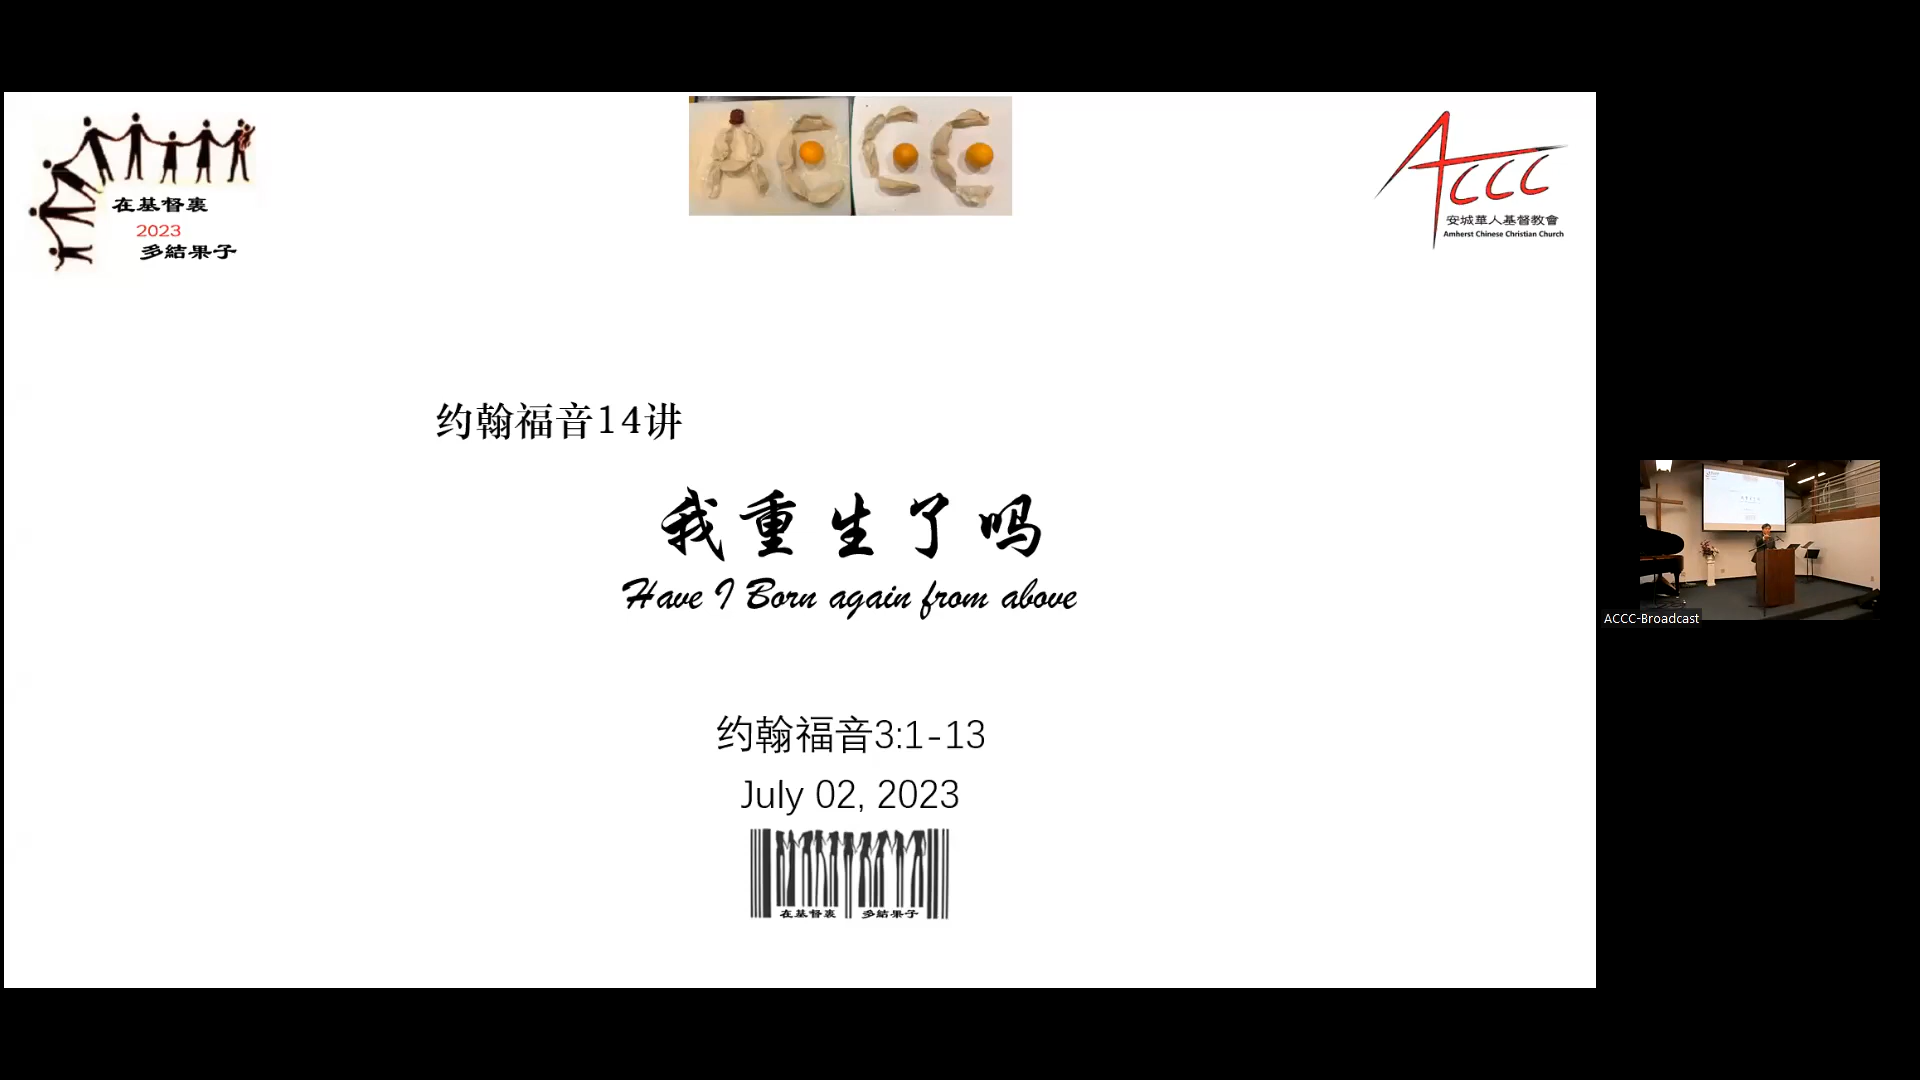 在基督裏
2023
多結果子
ACCC
ACCC
安城華人基督教會
Amherst Chinese Christian Church
约翰福音14讲
我重生了吗
Have I Born again from above
约翰福音3:1-13
July 02, 2023
在基督裏 多結果子
ACCC-Broadcast